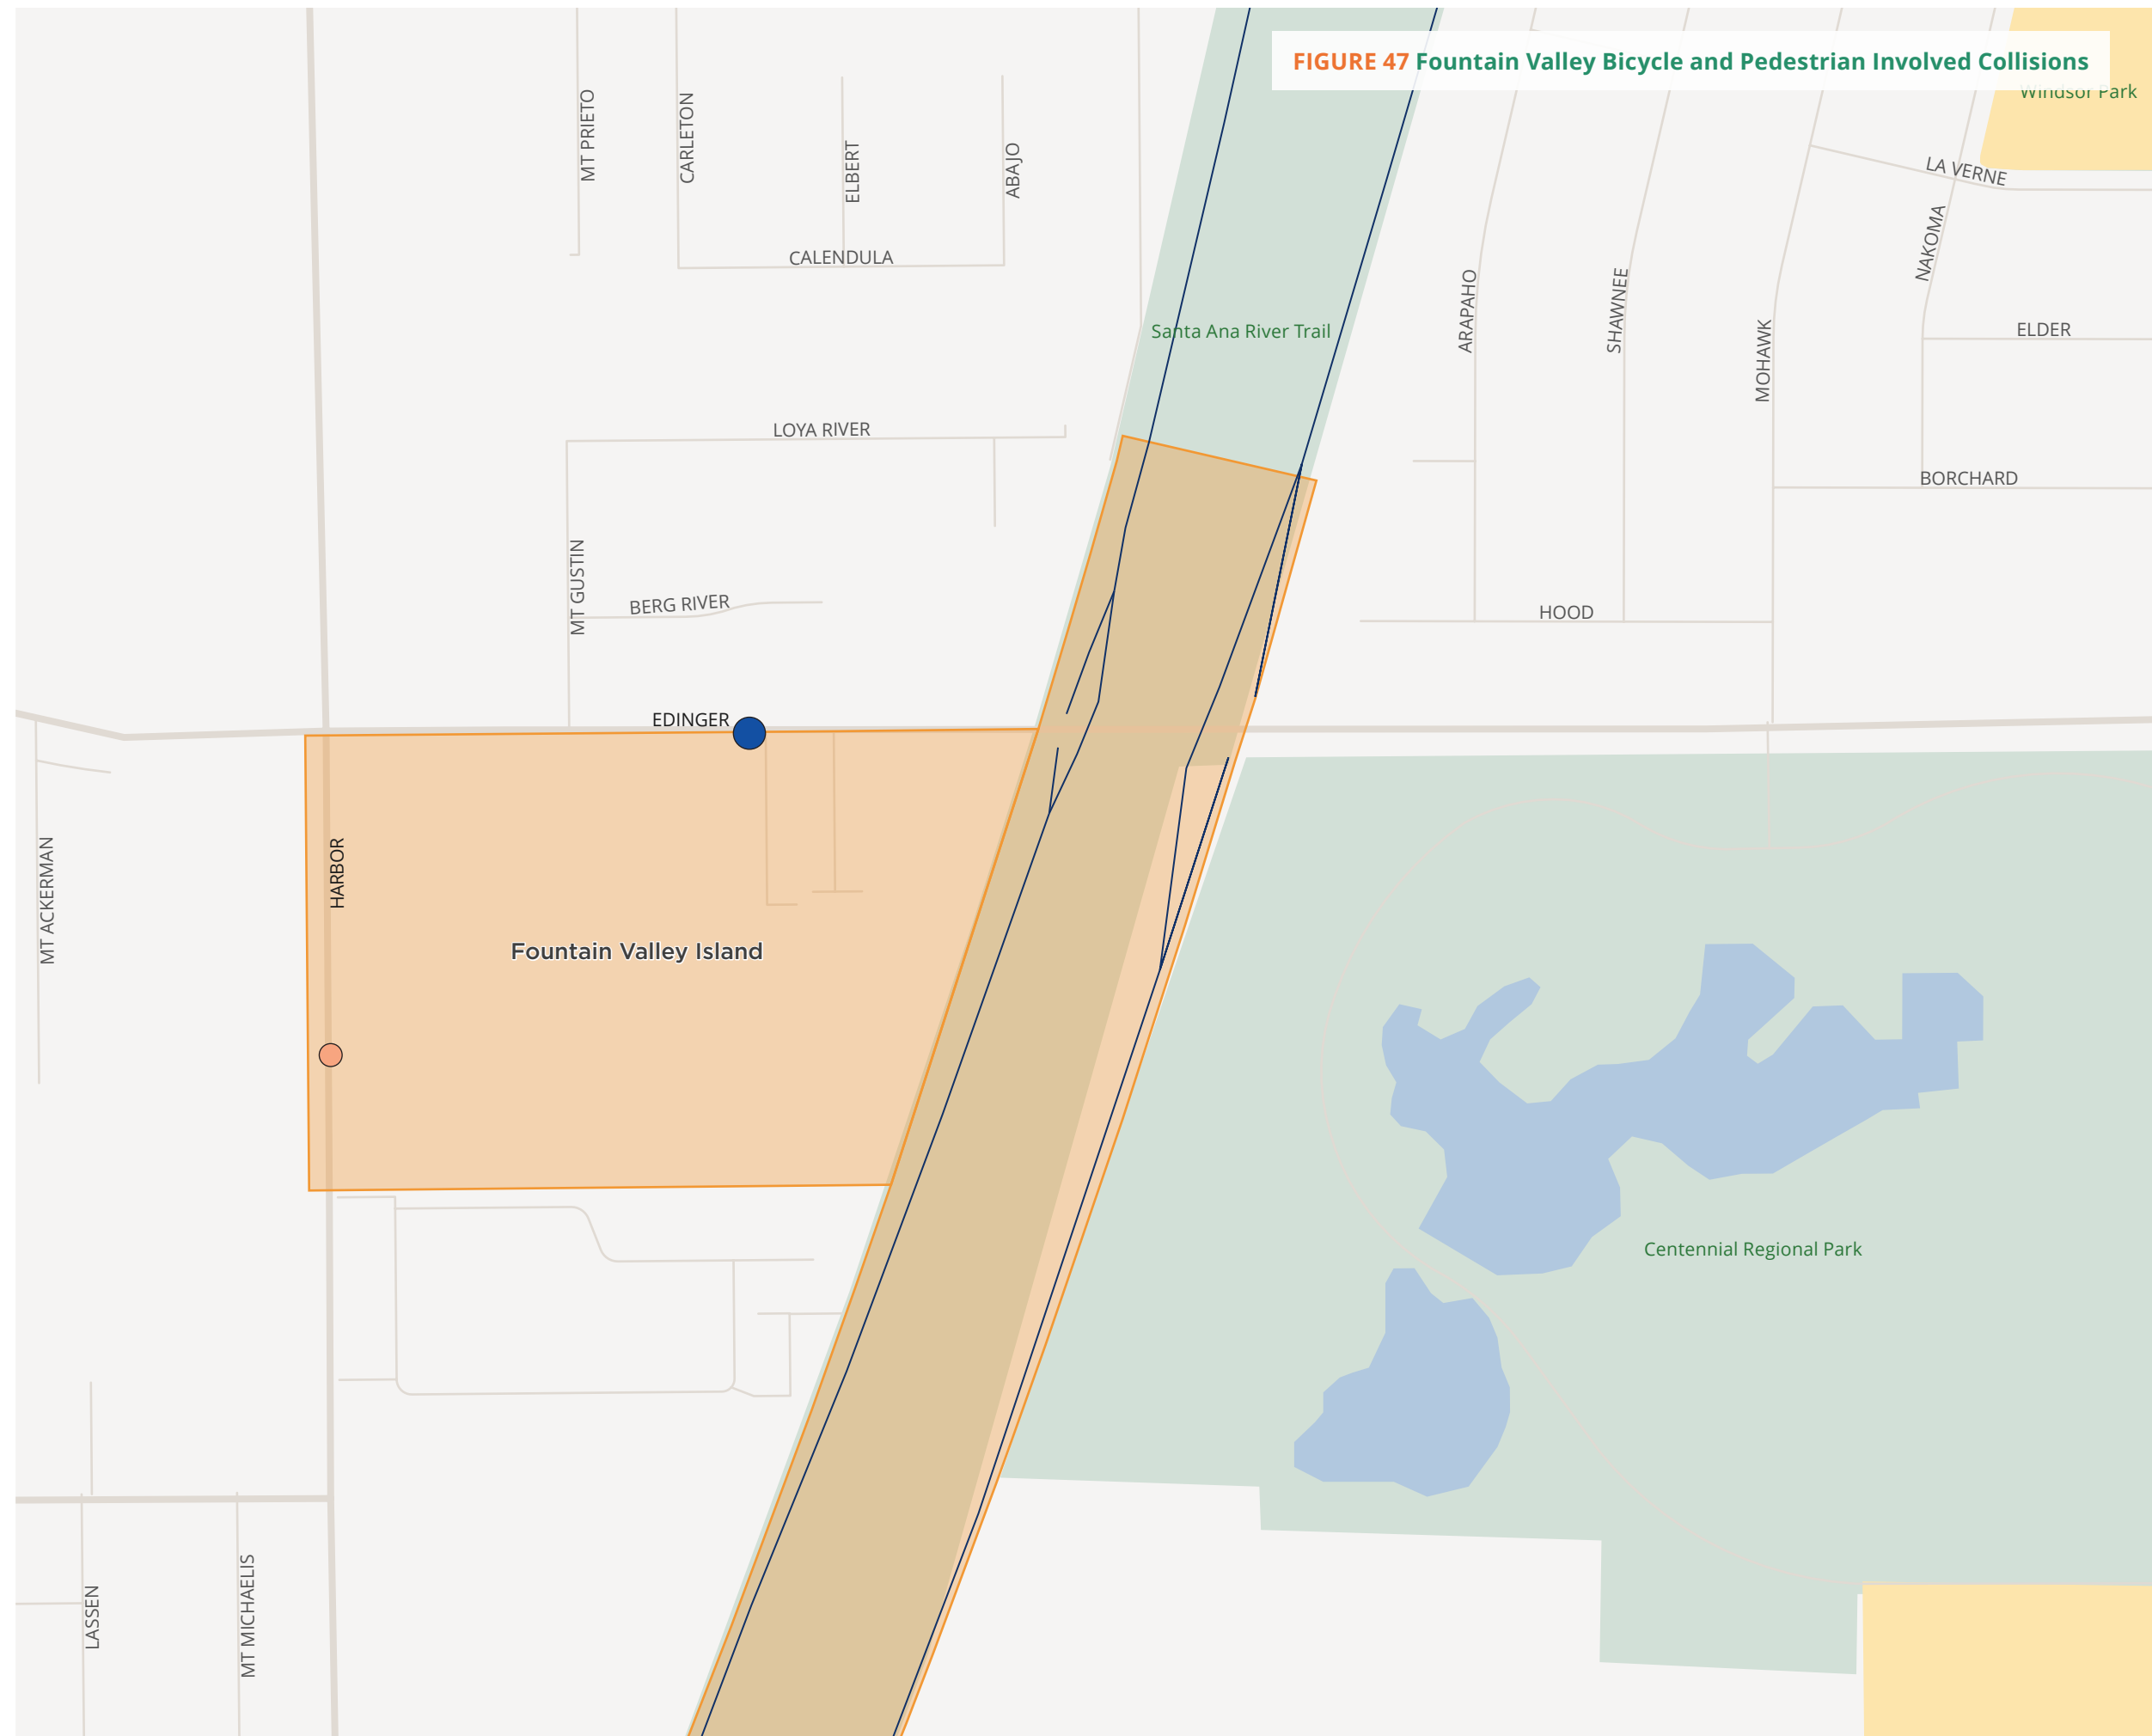 FIGURE 47 Fountain Valley Bicycle and Pedestrian Involved Collisions
Windsor Park
MT PRIETO
CARLETON
ELBERT
ABAJO
LA VERNE
NAKOMA
CALENDULA
Santa Ana River Trail
ARAPAHO
SHAWNEE
MOHAWK
ELDER
LOYA RIVER
BORCHARD
MT GUSTIN
BERG RIVER
HOOD
EDINGER
HARBOR
MT ACKERMAN
Fountain Valley Island
Centennial Regional Park
LASSEN
MT MICHAELIS